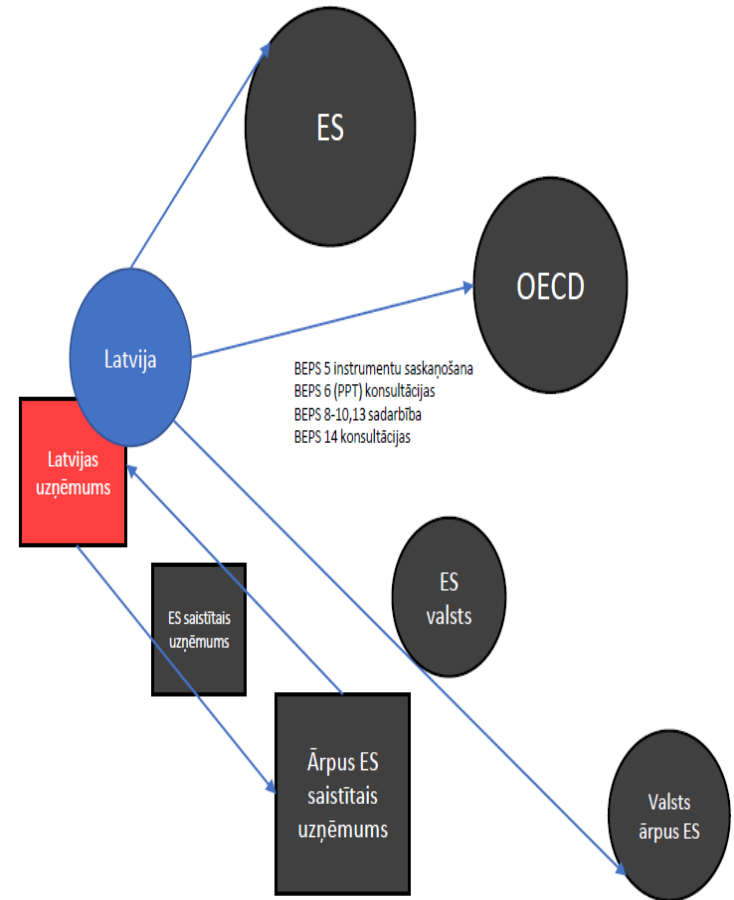 ES
OECD
Latvija
BEPS 5 instrumentu saskaņošana
BEPS 6 (PPT) konsultācijas
BEPS 8-10,13 sadarbība
BEPS 14 konsultācijas
Latvijas
uzņēmums
ES
valsts
ES saistītais
uzņēmums
Ārpus ES
saistītais
uzņēmums
Valsts
ārpus ES